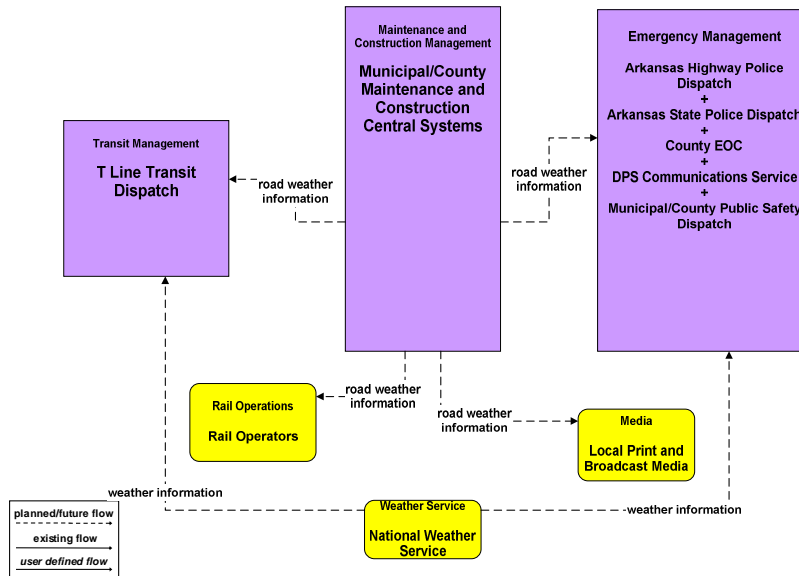 Maintenance and
Construction Management
Municipal/County
Maintenance and
Construction
Central Systems
Emergency Management
Arkansas Highway Police
Dispatch
+
Arkansas State Police Dispatch
+
County EOC
+
DPS Communications Service
+
Municipal/County Public Safety
Dispatch
Transit Management
T Line Transit
Dispatch
road weather
information
road weather
information
road weather
information
road weather
information
Rail Operations
Rail Operators
Media
Local Print and
Broadcast Media
weather information
weather information
Weather Service
National Weather
Service
planned/future flow
existing flow
user defined flow